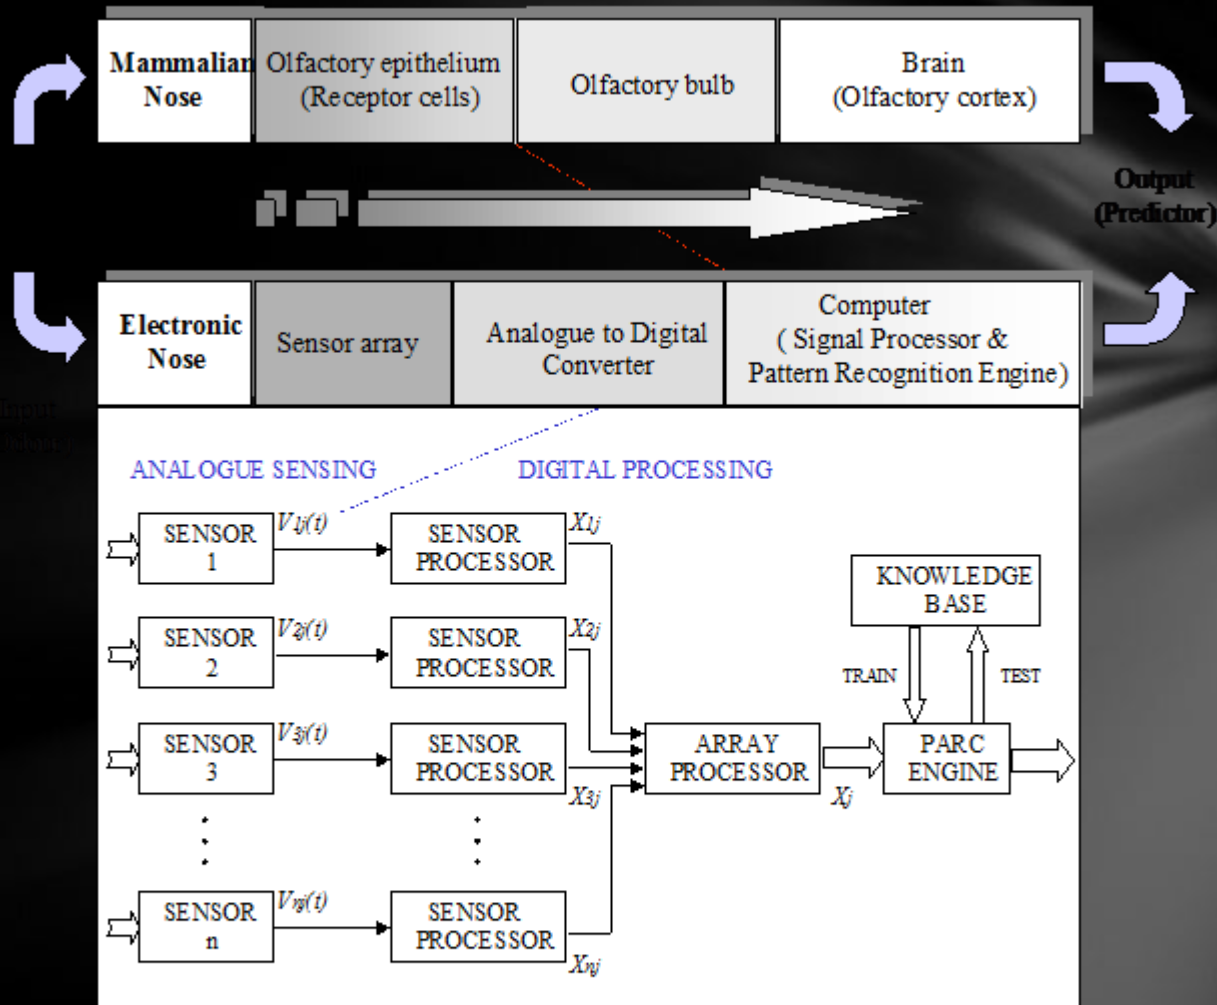 Mammalian
Nose
Olfactory epithelium
(Receptor cells)
Olfactory bulb
Brain
(Olfactory cortex)
Output
(Predictor)
Electronic
Nose
Sensor array
Analogue to Digital
Converter
Computer
( Signal Processor &
Pattern Recognition Engine)
Input
ANALOGUE SENSING
DIGITAL PROCESSING
SENSOR
1
V1j(t)
SENSOR
PROCESSOR
X1j
KNOWLEDGE
BASE
SENSOR
2
V2j(t)
SENSOR
PROCESSOR
X2j
TRAIN
TEST
SENSOR
3
V3j(t)
SENSOR
PROCESSOR
X3j
ARRAY
PROCESSOR
Xj
PARC
ENGINE
SENSOR
n
Vnj(t)
SENSOR
PROCESSOR
Xnj